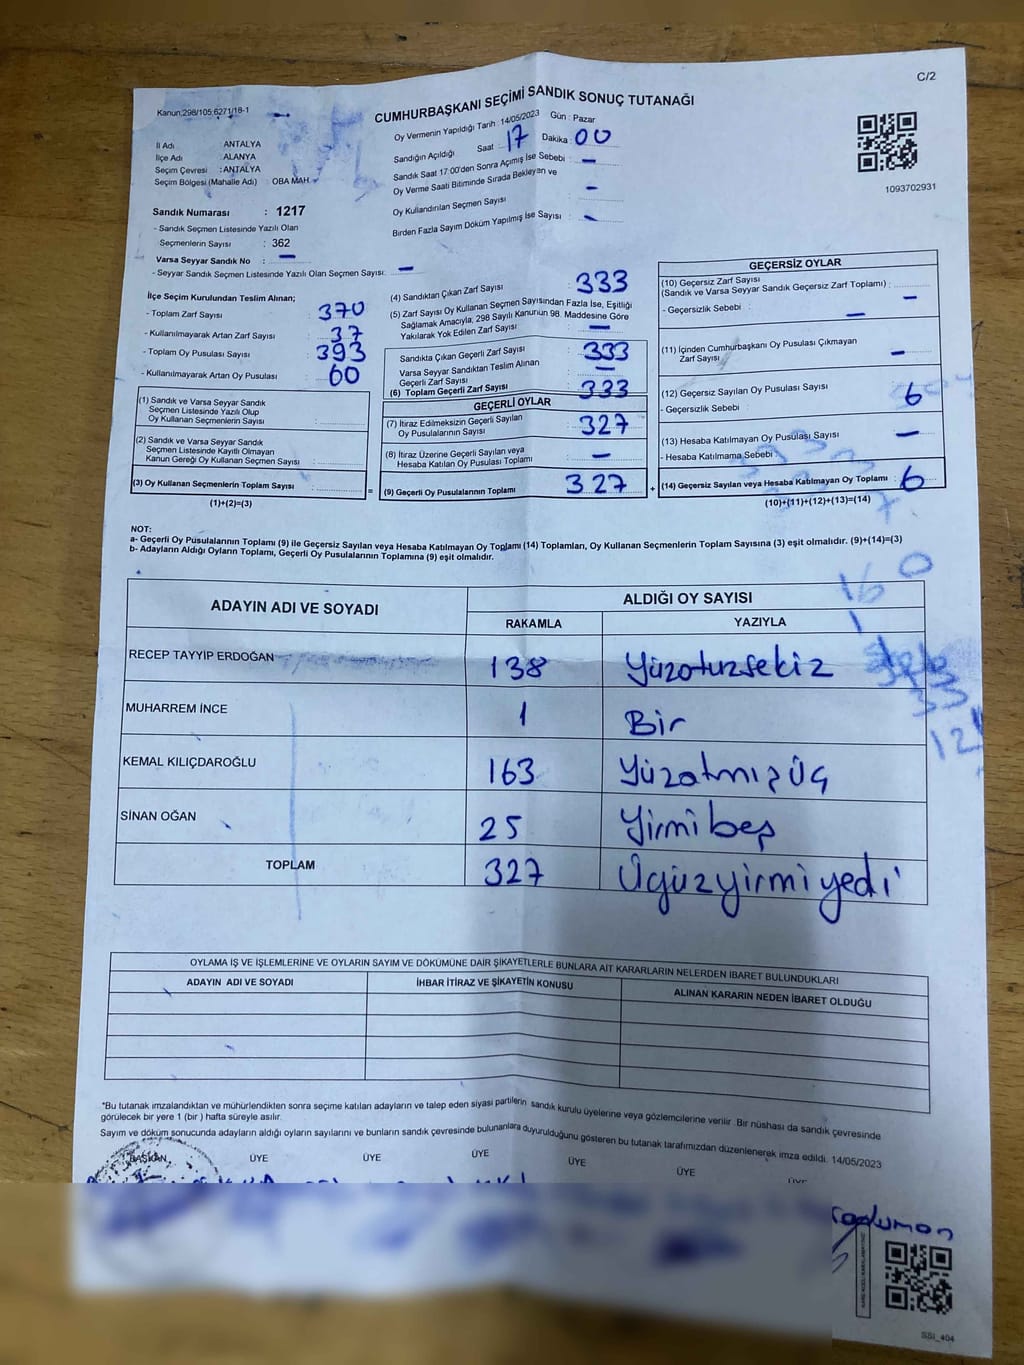 C/2
Kanun:298/105;6271/18-1
CUMHURBAŞKANI SEÇİMİ SANDIK SONUÇ TUTANAĞI
Oy Vermenin Yapıldığı Tarih : 14/05/2023 Gün : Pazar
Sandığın Açıldığı Saat : 17 Dakika : 00
Sandık Saat 17:00'den Sonra Açımış İse Sebebi : –
Oy Verme Saati Bitiminde Sırada Bekleyan ve
Oy Kullandırılan Seçmen Sayısı –
Birden Fazla Sayım Döküm Yapılmış İse Sayısı : –
1093702931
İl Adı : ANTALYA
İlçe Adı : ALANYA
Seçim Çevresi : ANTALYA
Seçim Bölgesi (Mahalle Adı) : OBA MAH.
Sandık Numarası : 1217
- Sandık Seçmen Listesinde Yazılı Olan
Seçmenlerin Sayısı : 362
Varsa Seyyar Sandık No : –
- Seyyar Sandık Seçmen Listesinde Yazılı Olan Seçmen Sayısı: –
İlçe Seçim Kurulundan Teslim Alınan;
- Toplam Zarf Sayısı : 370
- Kullanılmayarak Artan Zarf Sayısı : 37
- Toplam Oy Pusulası Sayısı : 393
- Kullanılmayarak Artan Oy Pusulası : 60
(1) Sandık ve Varsa Seyyar Sandık
Seçmen Listesinde Yazılı Olup
Oy Kullanan Seçmenlerin Sayısı :
(2) Sandık ve Varsa Seyyar Sandık
Seçmen Listesinde Kayıtlı Olmayan
Kanun Gereği Oy Kullanan Seçmen Sayısı :
(3) Oy Kullanan Seçmenlerin Toplam Sayısı :
(1)+(2)=(3)
(4) Sandıktan Çıkan Zarf Sayısı : 333
(5) Zarf Sayısı Oy Kullanan Seçmen Sayısından Fazla İse, Eşitliği
Sağlamak Amacıyla; 298 Sayılı Kanunun 98. Maddesine Göre
Yakılarak Yok Edilen Zarf Sayısı : –
Sandıkta Çıkan Geçerli Zarf Sayısı : 333
Varsa Seyyar Sandıktan Teslim Alınan
Geçerli Zarf Sayısı –
(6) Toplam Geçerli Zarf Sayısı : 333
GEÇERLİ OYLAR
(7) İtiraz Edilmeksizin Geçerli Sayılan
Oy Pusulalarının Sayısı : 327
(8) İtiraz Üzerine Geçerli Sayılan veya
Hesaba Katılan Oy Pusulası Toplamı : –
= (9) Geçerli Oy Pusulalarının Toplamı : 327 +
GEÇERSİZ OYLAR
(10) Geçersiz Zarf Sayısı
(Sandık ve Varsa Seyyar Sandık Geçersiz Zarf Toplamı) : –
- Geçersizlik Sebebi : –
(11) İçinden Cumhurbaşkanı Oy Pusulası Çıkmayan
Zarf Sayısı : –
(12) Geçersiz Sayılan Oy Pusulası Sayısı : 6
- Geçersizlik Sebebi :
(13) Hesaba Katılmayan Oy Pusulası Sayısı : –
- Hesaba Katılmama Sebebi :
(14) Geçersiz Sayılan veya Hesaba Katılmayan Oy Toplamı : 6
(10)+(11)+(12)+(13)=(14)
NOT:
a- Geçerli Oy Pusulalarının Toplamı (9) ile Geçersiz Sayılan veya Hesaba Katılmayan Oy Toplamı (14) Toplamları, Oy Kullanan Seçmenlerin Toplam Sayısına (3) eşit olmalıdır. (9)+(14)=(3)
b- Adayların Aldığı Oyların Toplamı, Geçerli Oy Pusulalarının Toplamına (9) eşit olmalıdır.
ADAYIN ADI VE SOYADI
ALDIĞI OY SAYISI
RAKAMLA YAZIYLA
RECEP TAYYİP ERDOĞAN 138 Yüzotuzsekiz
MUHARREM İNCE 1 Bir
KEMAL KILIÇDAROĞLU 163 Yüzatmışüç
SİNAN OĞAN 25 Yirmibeş
TOPLAM 327 Üçyüzyirmiyedi
OYLAMA İŞ VE İŞLEMLERİNE VE OYLARIN SAYIM VE DÖKÜMÜNE DAİR ŞİKAYETLERLE BUNLARA AİT KARARLARIN NELERDEN IBARET BULUNDUKLARI
ADAYIN ADI VE SOYADI İHBAR İTİRAZ VE ŞİKAYETİN KONUSU ALINAN KARARIN NEDEN İBARET OLDUĞU
*Bu tutanak imzalandıktan ve mühürlendikten sonra seçime katılan adayların ve talep eden siyasi partilerin sandık kurulu üyelerine veya gözlemcilerine verilir. Bir nüshası da sandık çevresinde
görülecek bir yere 1 (bir ) hafta süreyle asılır.
Sayım ve döküm sonucunda adayların aldığı oyların sayılarını ve bunların sandık çevresinde bulunanlara duyurulduğunu gösteren bu tutanak tarafımızdan düzenlenerek imza edildi. 14/05/2023
BAŞKAN ÜYE ÜYE ÜYE ÜYE ÜYE
SSI_404